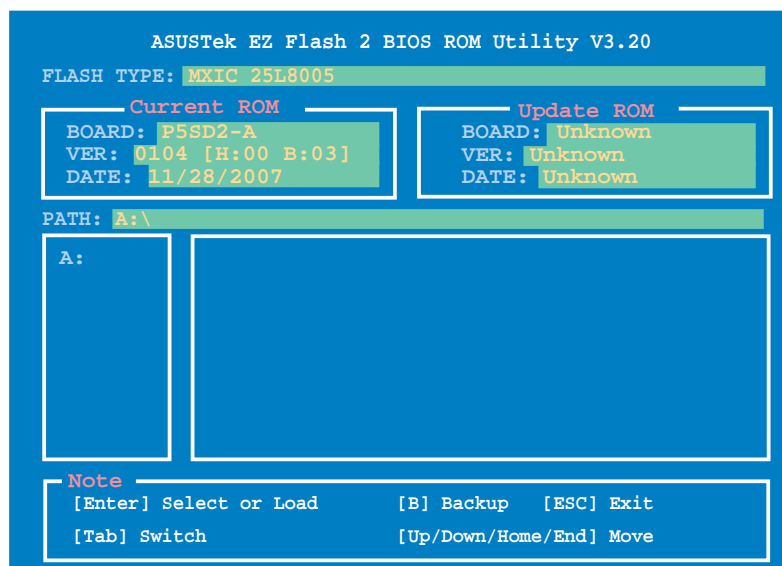 ASUSTek EZ Flash 2 BIOS ROM Utility V3.20
FLASH TYPE: MXIC 25L8005
Current ROM
BOARD: P5SD2-A
VER: 0104 [H:00 B:03]
DATE: 11/28/2007
Update ROM
BOARD: Unknown
VER: Unknown
DATE: Unknown
PATH: A:\
A:
Note
[Enter] Select or Load [B] Backup [ESC] Exit
[Tab] Switch [Up/Down/Home/End] Move